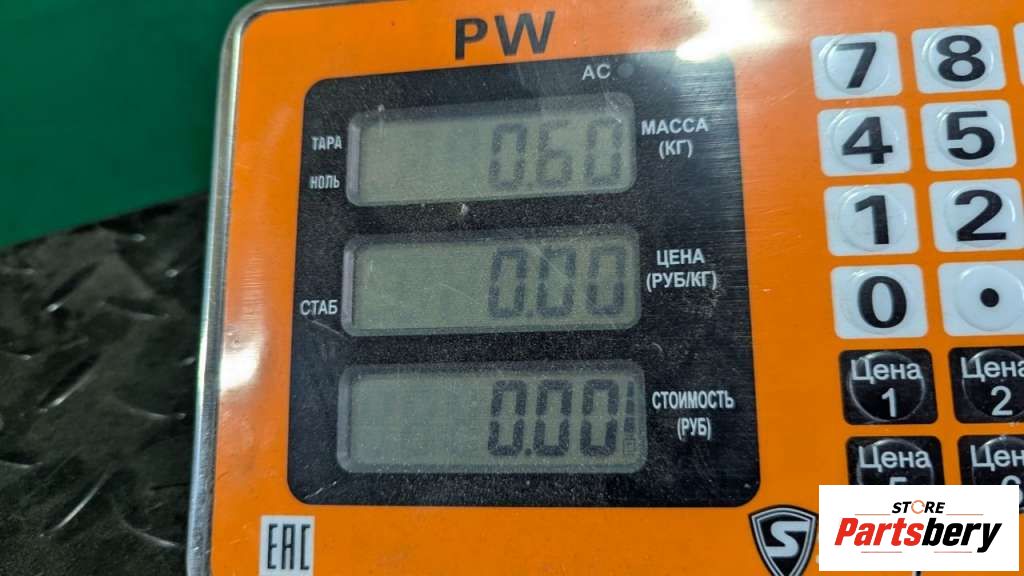 PW
AC
ТАРА
НОЛЬ
0.60
МАССА
(КГ)
СТАБ
0.00
ЦЕНА
(РУБ/КГ)
0.00
СТОИМОСТЬ
(РУБ)
7 8
4 5
1 2
0 .
Цена
1
Цена
2
Цена
5
EAC
S
STORE
Partsbery